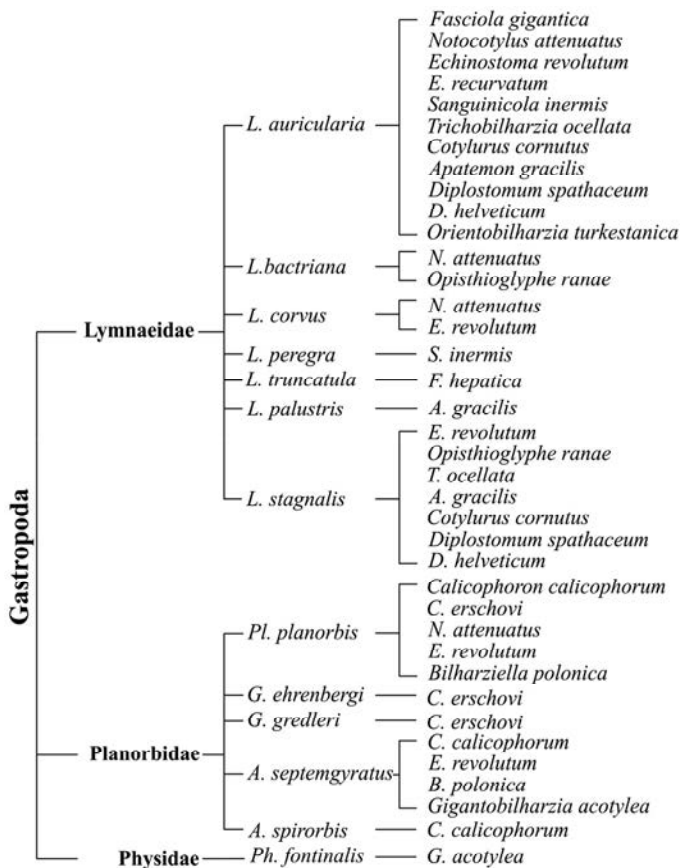 Gastropoda
Lymnaeidae
L. auricularia
Fasciola gigantica
Notocotylus attenuatus
Echinostoma revolutum
E. recurvatum
Sanguinicola inermis
Trichobilharzia ocellata
Cotylurus cornutus
Apatemon gracilis
Diplostomum spathaceum
D. helveticum
Orientobilharzia turkestanica
L.bactriana
N. attenuatus
Opisthioglyphe ranae
L. corvus
N. attenuatus
E. revolutum
L. peregra
S. inermis
L. truncatula
F. hepatica
L. palustris
A. gracilis
L. stagnalis
E. revolutum
Opisthioglyphe ranae
T. ocellata
A. gracilis
Cotylurus cornutus
Diplostomum spathaceum
D. helveticum
Planorbidae
Pl. planorbis
Calicophoron calicophorum
C. erschovi
N. attenuatus
E. revolutum
Bilharziella polonica
G. ehrenbergi
C. erschovi
G. gredleri
C. erschovi
A. septemgyratus
C. calicophorum
E. revolutum
B. polonica
Gigantobilharzia acotylea
A. spirorbis
C. calicophorum
Physidae
Ph. fontinalis
G. acotylea